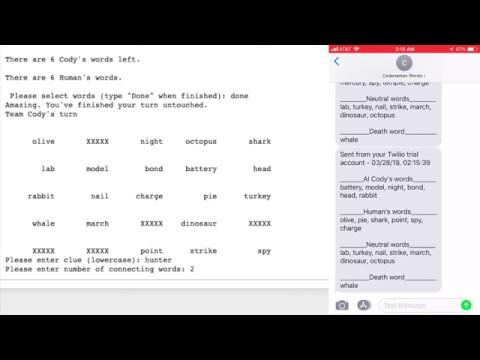 There are 6 Cody's words left.
There are 6 Human's words.
Please select words (type "Done" when finished): done
Amazing. You've finished your turn untouched.
Team Cody's turn
olive XXXXX night octopus shark
lab model bond battery head
rabbit nail charge pie turkey
whale march XXXXX dinosaur XXXXX
XXXXX XXXXX point strike spy
Please enter clue (lowercase): hunter
Please enter number of connecting words: 2
AT&T 2:15 AM 67%
C
Codenames Words
mercury, spy, temple, charge
______Neutral words______
lab, turkey, nail, strike, march,
dinosaur, octopus
______Death word______
whale
Sent from your Twilio trial
account - 03/28/19, 02:15:39
______AI Cody's words______
battery, model, night, bond,
head, rabbit
______Human's words______
olive, pie, shark, point, spy,
charge
______Neutral words______
lab, turkey, nail, strike, march,
dinosaur, octopus
______Death word______
whale
Text Message